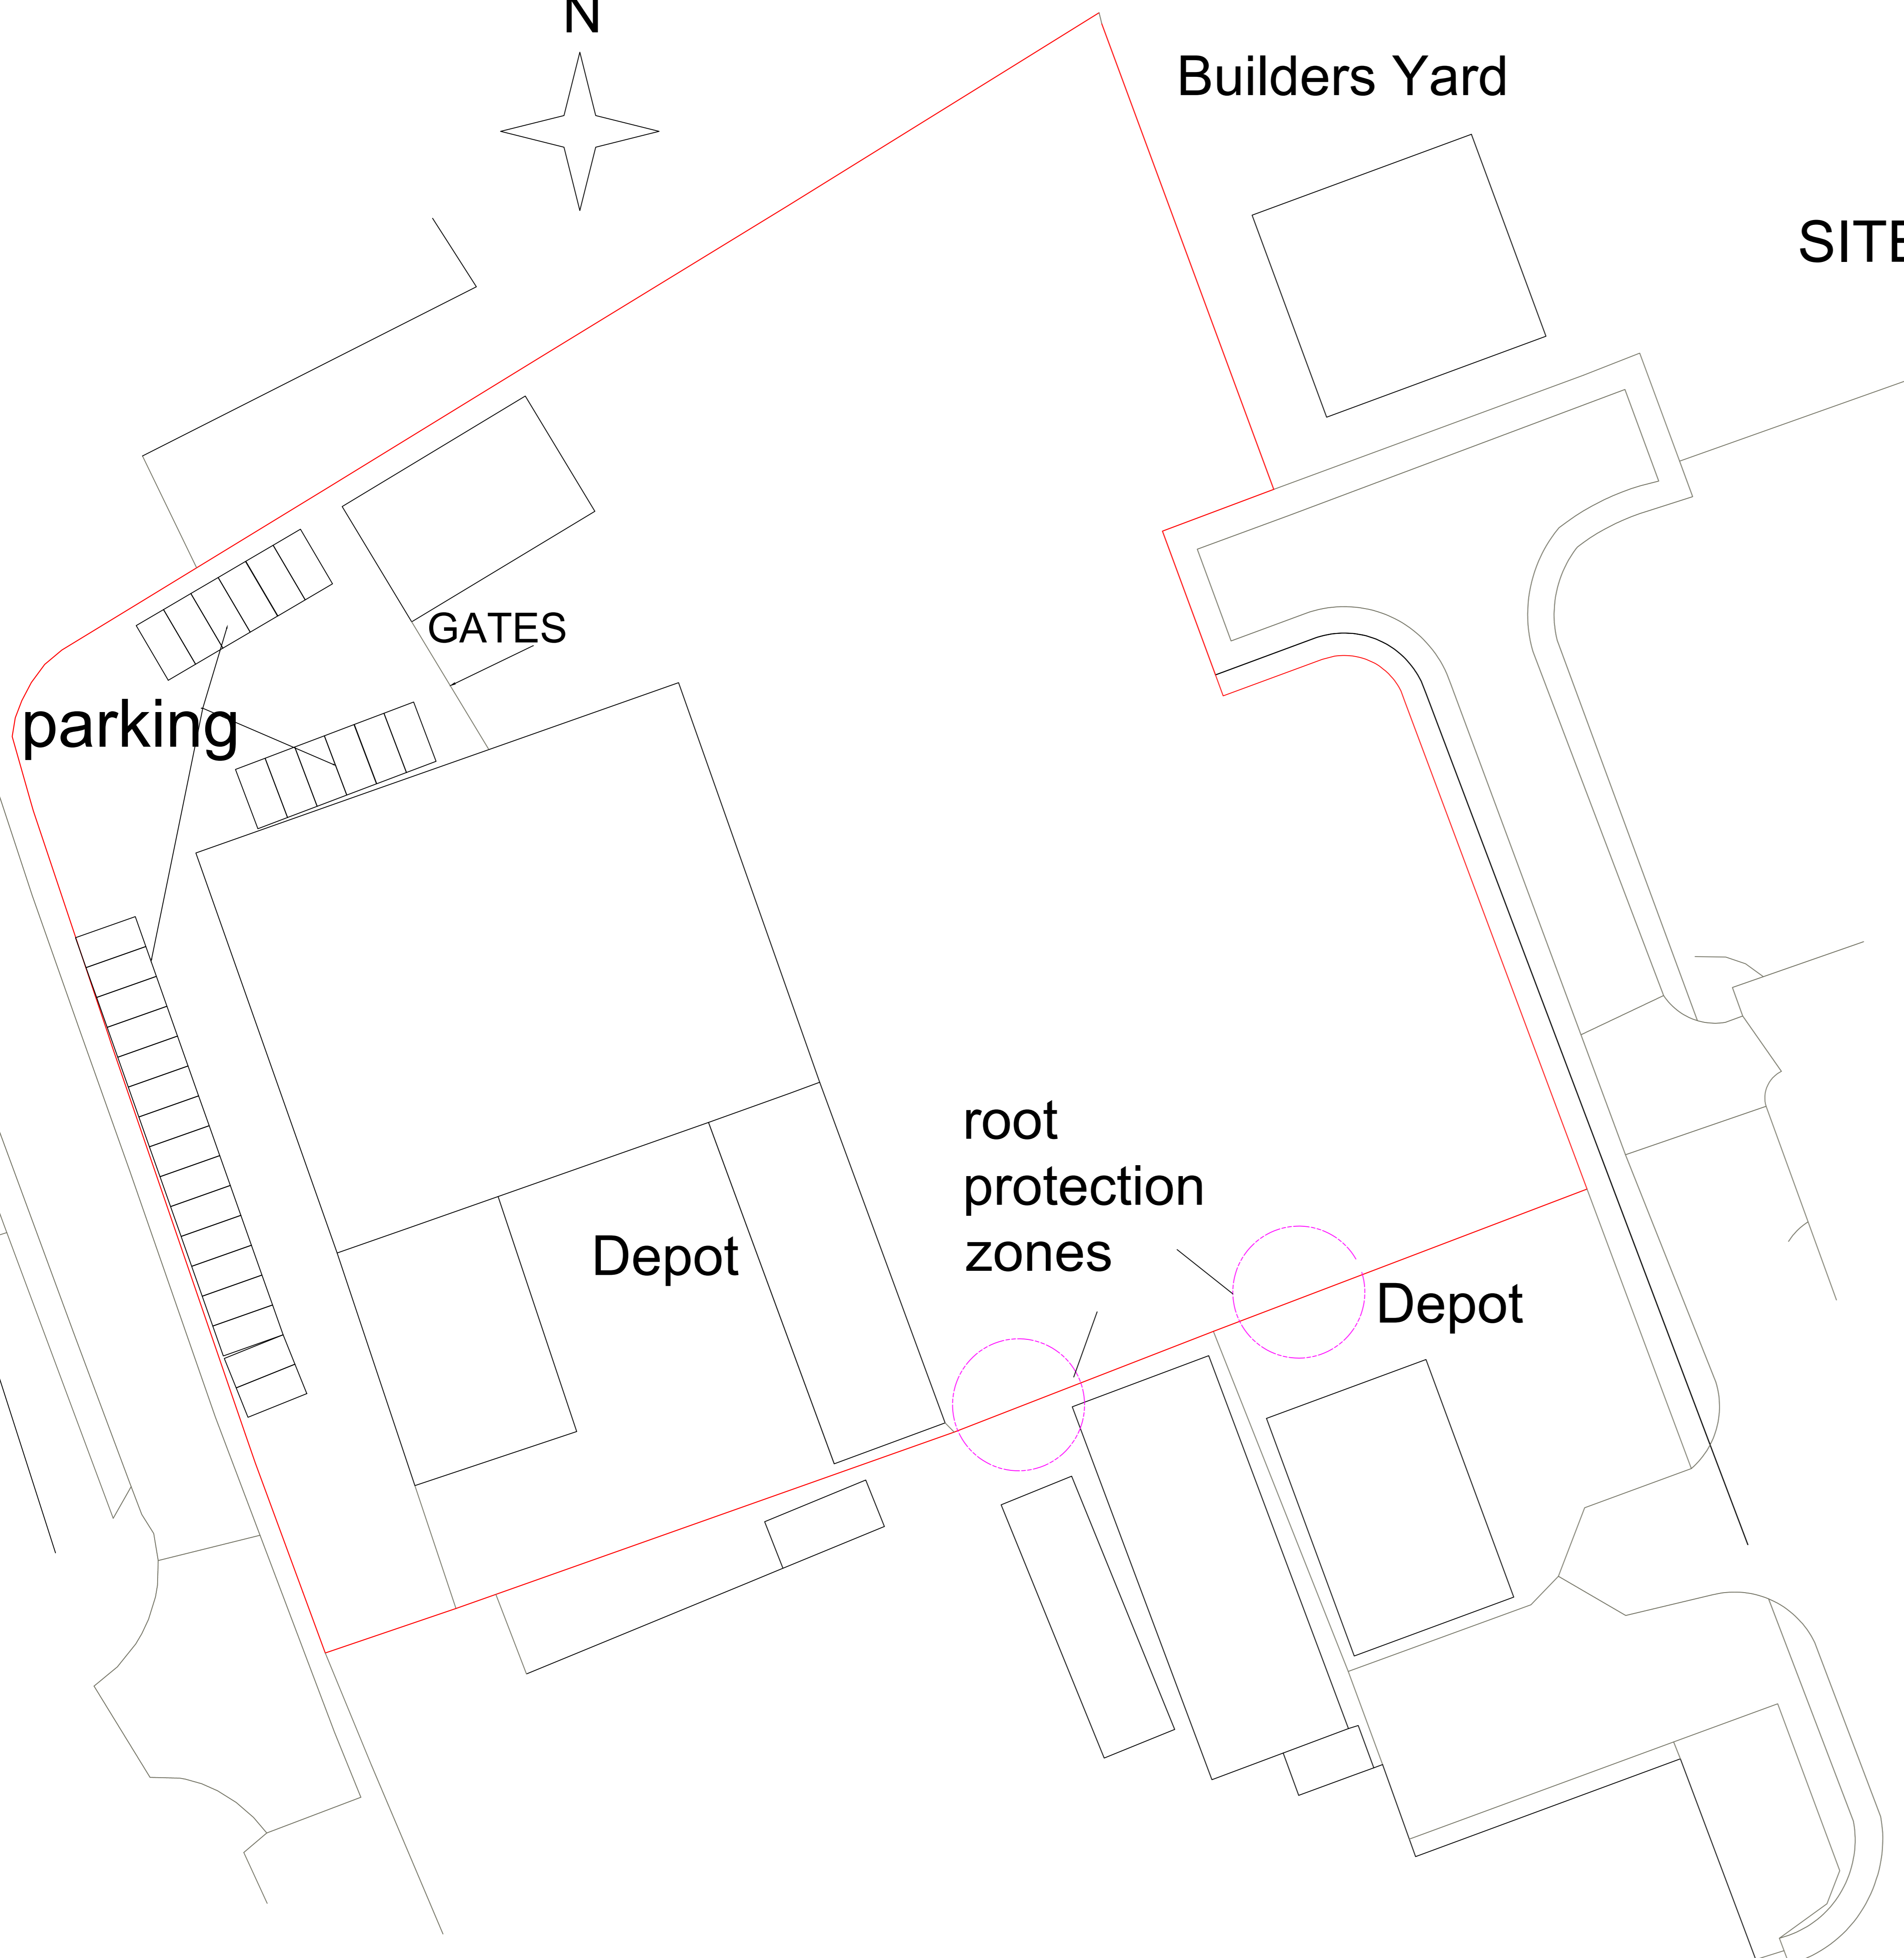 N
Builders Yard
SITE
GATES
parking
root
protection
zones
Depot
Depot